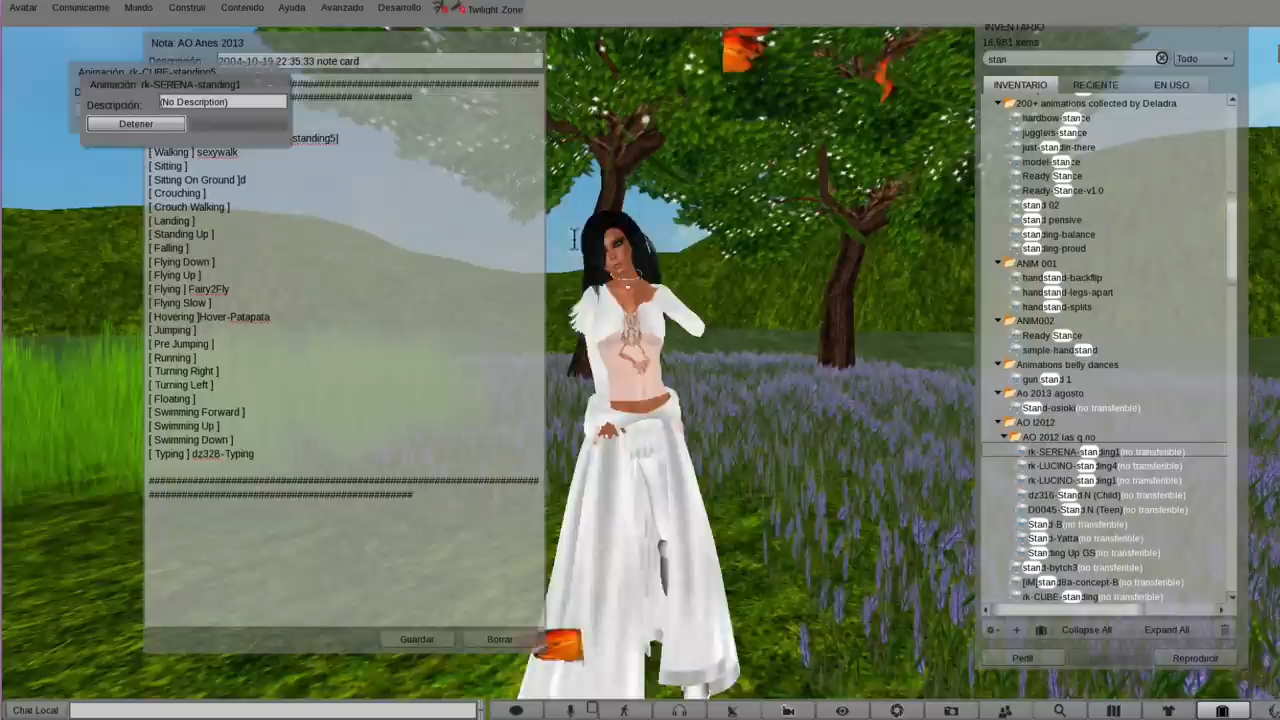 Avatar Comunicarme Mundo Construir Contenido Ayuda Avanzado Desarrollo Twilight Zone
Nota: AO Anes 2013
Descripción: 2004-10-19 22:35:33 note card
Animación rk-CUBE-standing5
Animación rk-SERENA-standing1
Descripción: (No Description)
Detener
standing5]
[ Walking ] sexywalk
[ Sitting ]
[ Sitting On Ground ]d
[ Crouching ]
[ Crouch Walking ]
[ Landing ]
[ Standing Up ]
[ Falling ]
[ Flying Down ]
[ Flying Up ]
[ Flying ] Fairy2Fly
[ Flying Slow ]
[ Hovering ]Hover-Patapata
[ Jumping ]
[ Pre Jumping ]
[ Running ]
[ Turning Right ]
[ Turning Left ]
[ Floating ]
[ Swimming Forward ]
[ Swimming Up ]
[ Swimming Down ]
[ Typing ] dz328-Typing
Guardar Borrar
INVENTARIO
16,981 items
stan Todo
INVENTARIO RECIENTE EN USO
200+ animations collected by Deladra
hardbow-stance
jugglers-stance
just-standin-there
model-stance
Ready Stance
Ready-Stance-v1.0
stand 02
stand pensive
standing-balance
standing-proud
ANIM 001
handstand-backflip
handstand-legs-apart
handstand-splits
ANIM002
Ready Stance
simple-handstand
Animations belly dances
gun stand 1
Ao 2013 agosto
Stand-osioki(no transferible)
AO I2012
AO 2012 las q no
rk-SERENA-standing1(no transferible)
rk-LUCINO-standing4(no transferible)
rk-LUCINO-standing1(no transferible)
dz316-Stand.N (Child)(no transferible)
D0045-Stand.N (Teen)(no transferible)
Stand-B(no transferible)
Stand-Yatta(no transferible)
Standing Up GS(no transferible)
stand-bytch3(no transferible)
[iM]stand8a-concept-B(no transferible)
rk-CUBE-standing(no transferible)
Collapse All Expand All
Perfil Reproducir
Chat Local